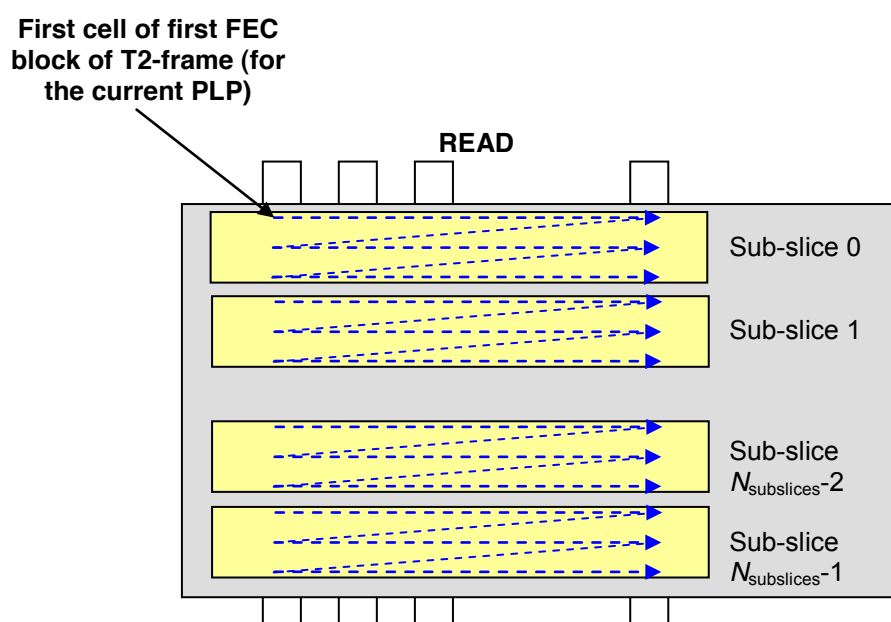 First cell of first FEC
block of T2-frame (for
the current PLP)
READ
Sub-slice 0
Sub-slice 1
Sub-slice
Nsubslices-2
Sub-slice
Nsubslices-1